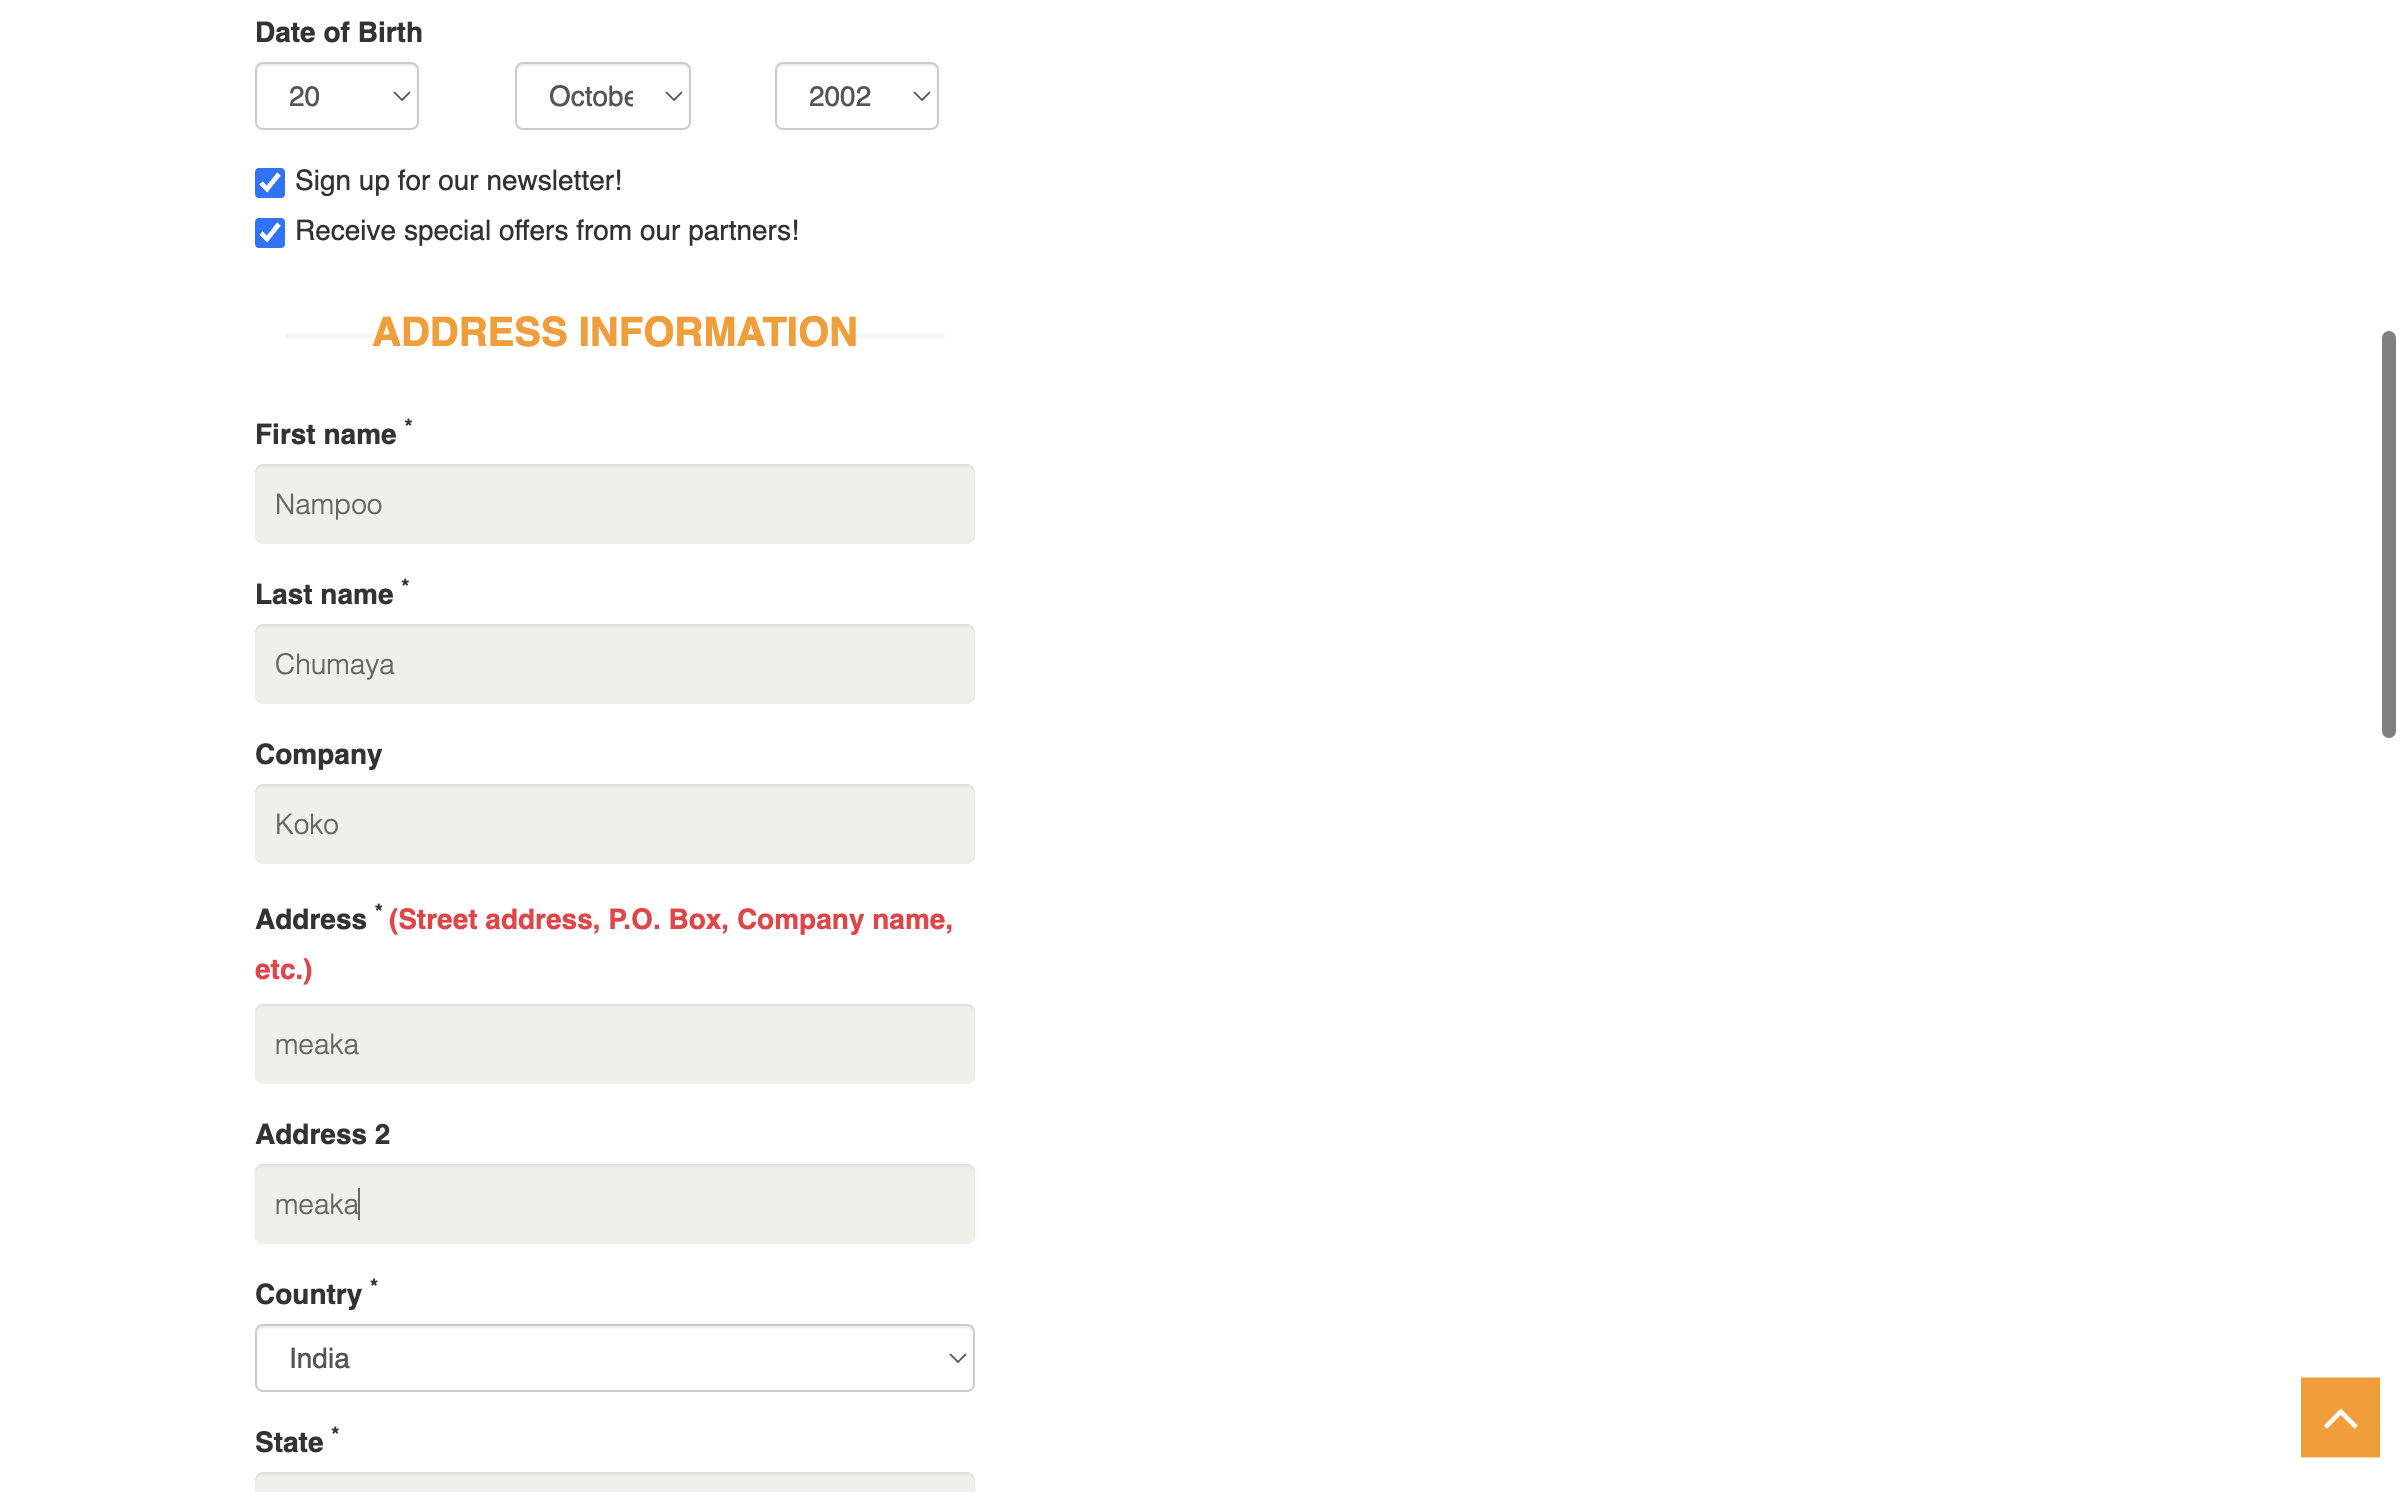 Date of Birth
20 Octobe 2002
Sign up for our newsletter!
Receive special offers from our partners!
ADDRESS INFORMATION
First name *
Nampoo
Last name *
Chumaya
Company
Koko
Address * (Street address, P.O. Box, Company name,
etc.)
meaka
Address 2
meaka
Country *
India
State *